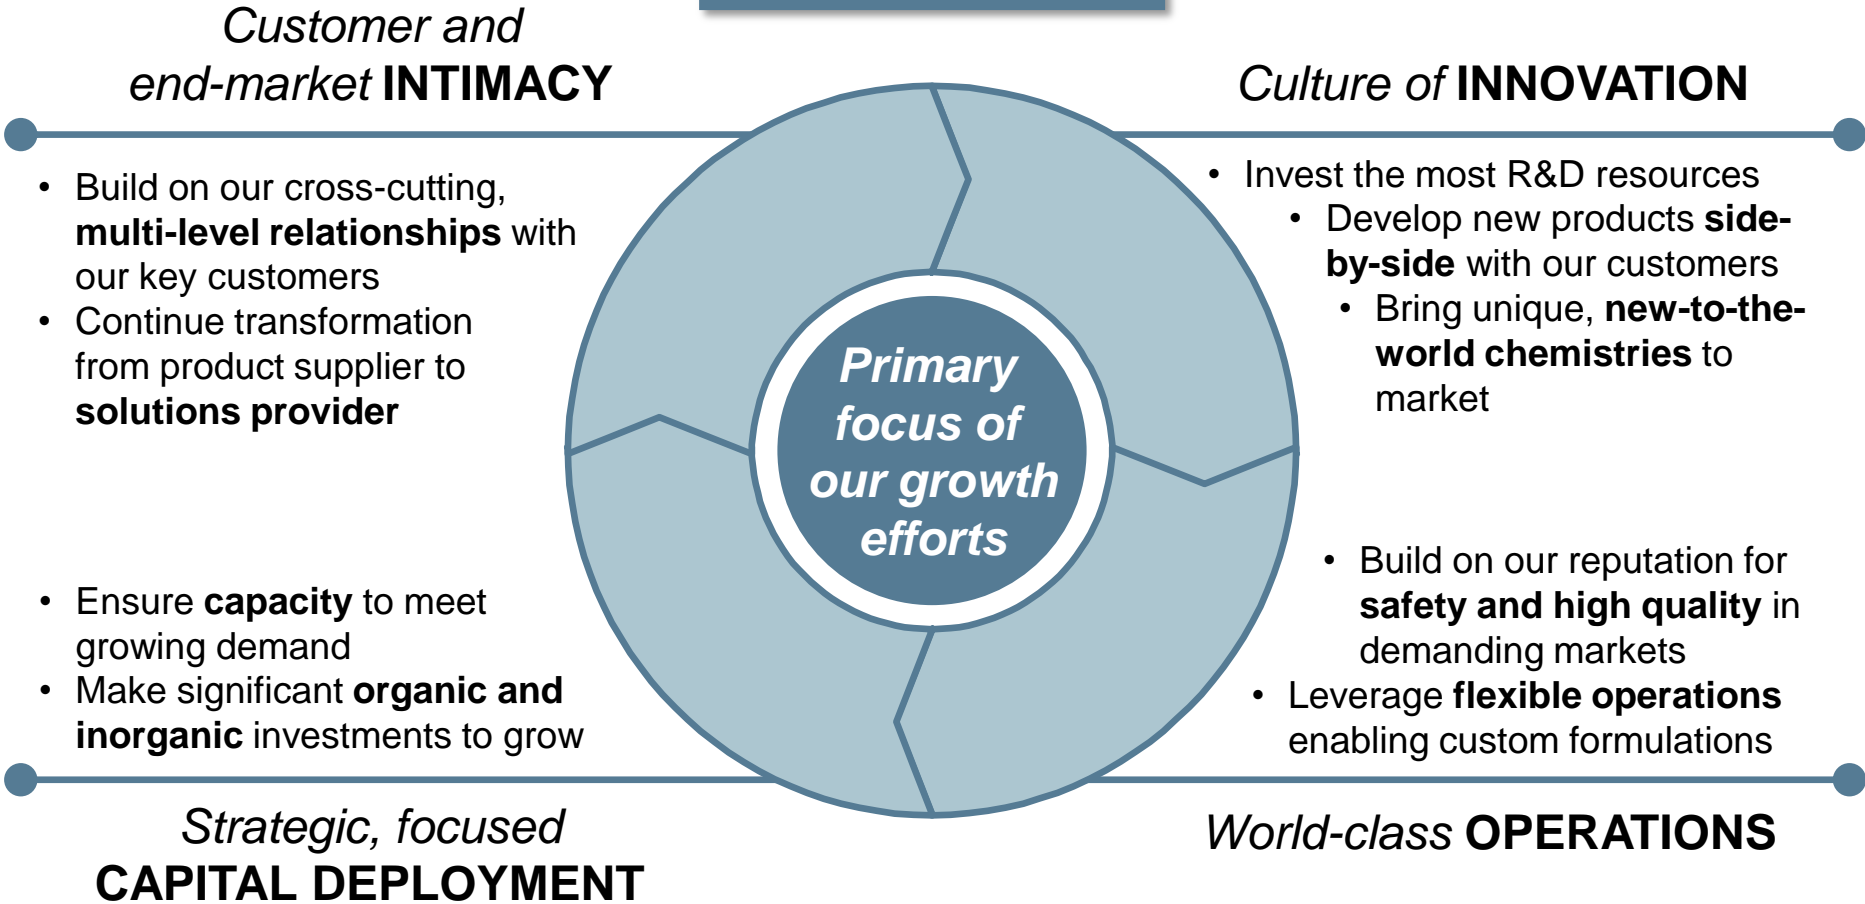 Customer and
end-market INTIMACY
• Build on our cross-cutting,
multi-level relationships with
our key customers
• Continue transformation
from product supplier to
solutions provider
Culture of INNOVATION
• Invest the most R&D resources
• Develop new products side-
by-side with our customers
• Bring unique, new-to-the-
world chemistries to
market
Primary
focus of
our growth
efforts
• Ensure capacity to meet
growing demand
• Make significant organic and
inorganic investments to grow
Strategic, focused
CAPITAL DEPLOYMENT
• Build on our reputation for
safety and high quality in
demanding markets
• Leverage flexible operations
enabling custom formulations
World-class OPERATIONS